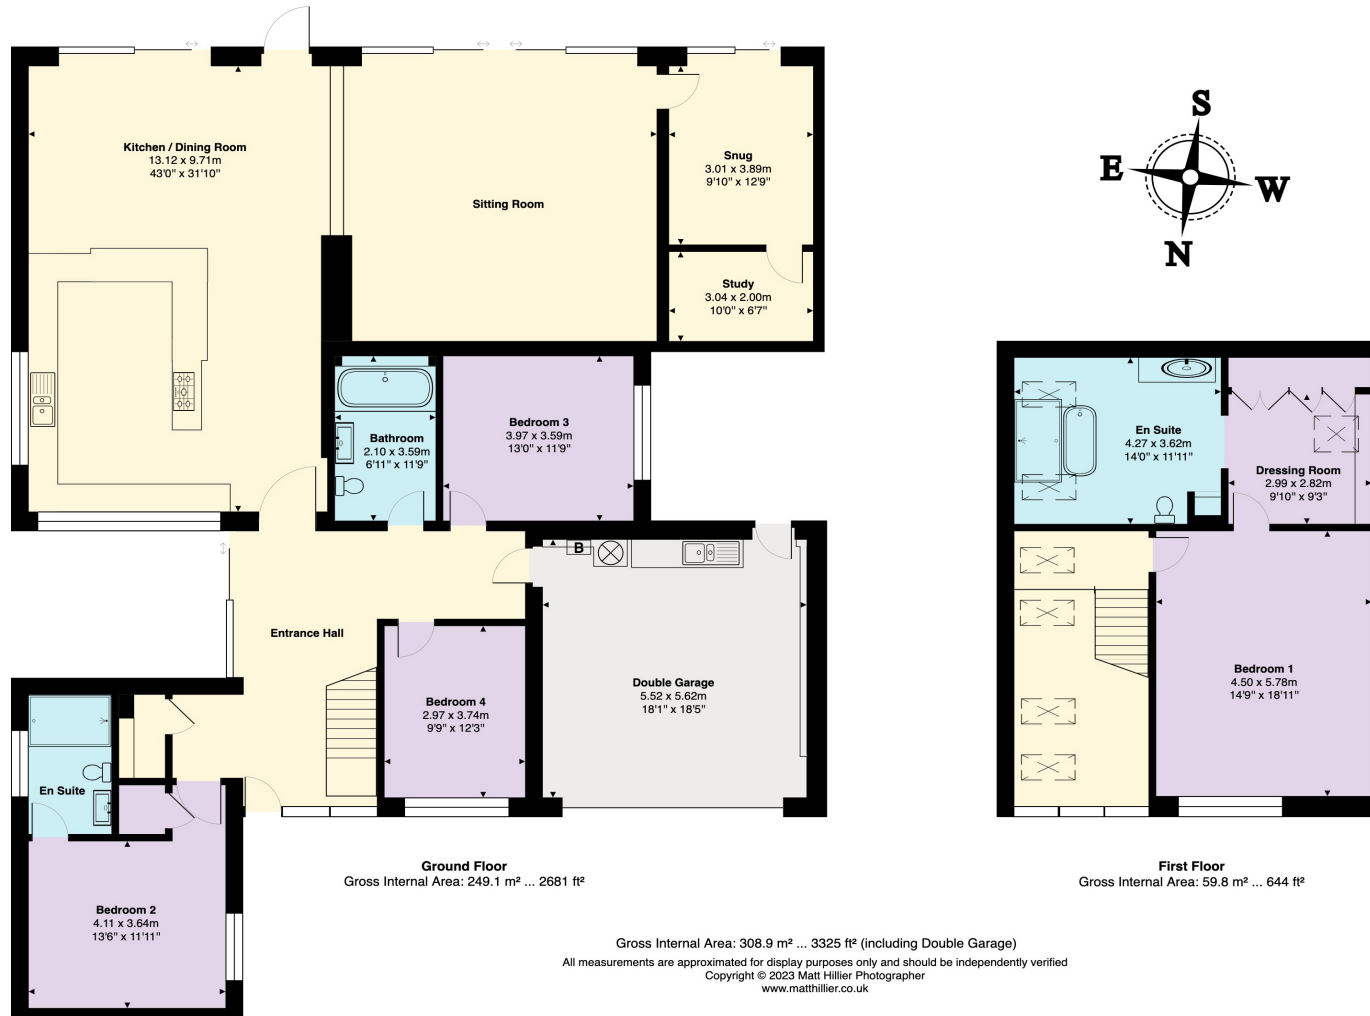 Kitchen / Dining Room
13.12 x 9.71m
43'0" x 31'10"
Sitting Room
Snug
3.01 x 3.89m
9'10" x 12'9"
Study
3.04 x 2.00m
10'0" x 6'7"
S
E
W
N
Bathroom
2.10 x 3.59m
6'11" x 11'9"
Bedroom 3
3.97 x 3.59m
13'0" x 11'9"
En Suite
4.27 x 3.62m
14'0" x 11'11"
Dressing Room
2.99 x 2.82m
9'10" x 9'3"
B
Entrance Hall
Bedroom 4
2.97 x 3.74m
9'9" x 12'3"
Double Garage
5.52 x 5.62m
18'1" x 18'5"
Bedroom 1
4.50 x 5.78m
14'9" x 18'11"
En Suite
Bedroom 2
4.11 x 3.64m
13'6" x 11'11"
Ground Floor
Gross Internal Area: 249.1 m² ... 2681 ft²
First Floor
Gross Internal Area: 59.8 m² ... 644 ft²
Gross Internal Area: 308.9 m² ... 3325 ft² (including Double Garage)
All measurements are approximated for display purposes only and should be independently verified
Copyright © 2023 Matt Hillier Photographer
www.matthillier.co.uk